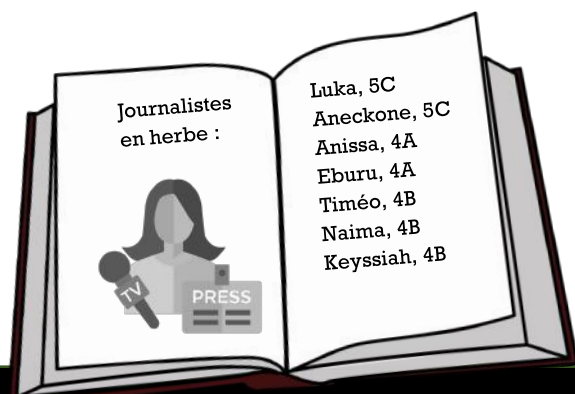 Journalistes
en herbe :
TV
PRESS
Luka, 5C
Aneckone, 5C
Anissa, 4A
Eburu, 4A
Timéo, 4B
Naima, 4B
Keyssiah, 4B